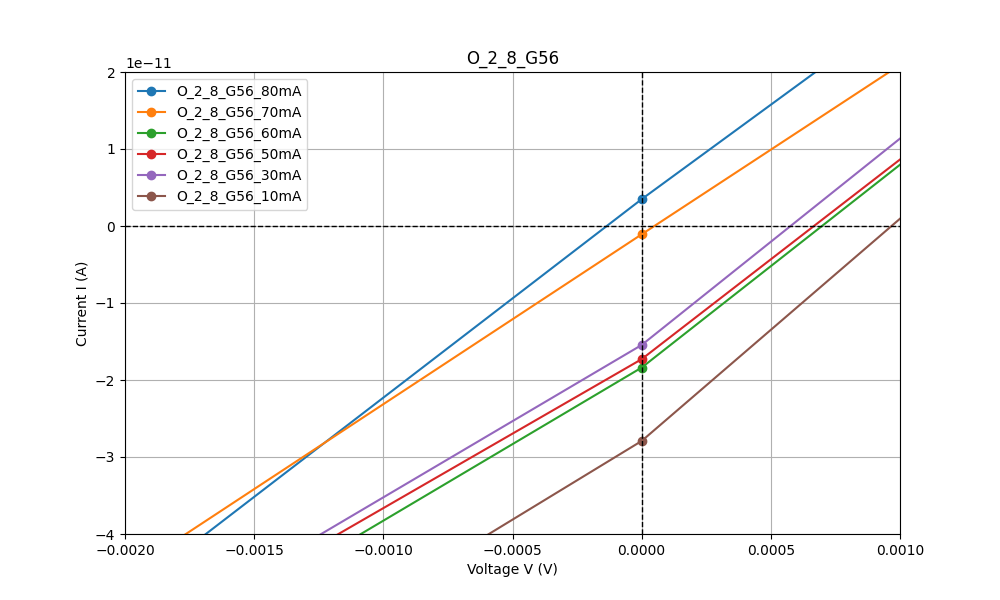 O_2_8_G56
1e−11
2
1
0
−1
−2
−3
−4
O_2_8_G56_80mA
O_2_8_G56_70mA
O_2_8_G56_60mA
O_2_8_G56_50mA
O_2_8_G56_30mA
O_2_8_G56_10mA
Current I (A)
−0.0020 −0.0015 −0.0010 −0.0005 0.0000 0.0005 0.0010
Voltage V (V)